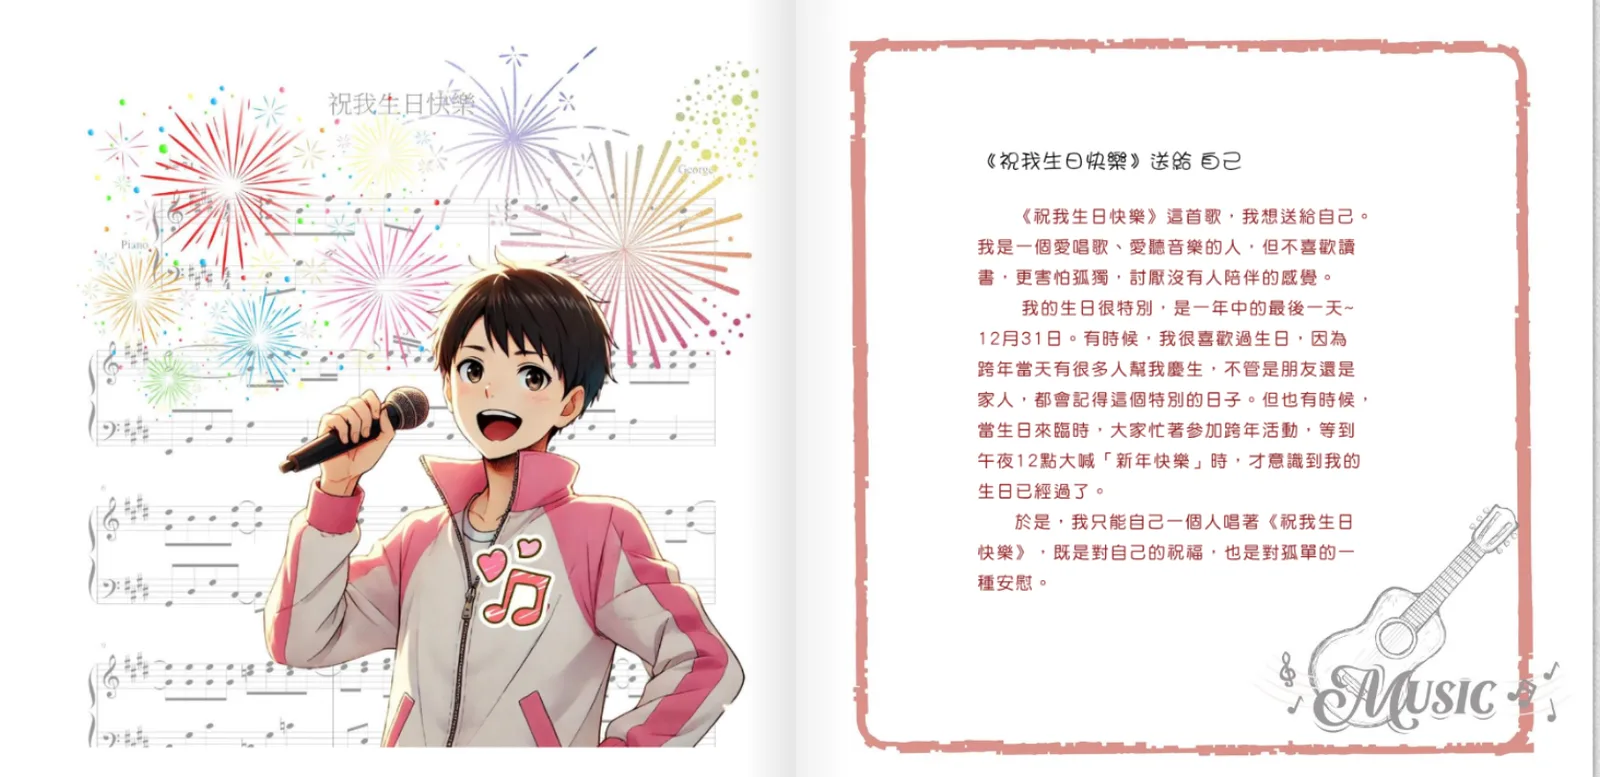 祝我生日快樂
George
Piano
《祝我生日快樂》送給 自己
《祝我生日快樂》這首歌，我想送給自己。
我是一個愛唱歌、愛聽音樂的人，但不喜歡讀
書，更害怕孤獨，討厭沒有人陪伴的感覺。
我的生日很特別，是一年中的最後一天~
12月31日。有時候，我很喜歡過生日，因為
跨年當天有很多人幫我慶生，不管是朋友還是
家人，都會記得這個特別的日子。但也有時候，
當生日來臨時，大家忙著參加跨年活動，等到
午夜12點大喊「新年快樂」時，才意識到我的
生日已經過了。
於是，我只能自己一個人唱著《祝我生日
快樂》，既是對自己的祝福，也是對孤單的一
種安慰。
MUSIC